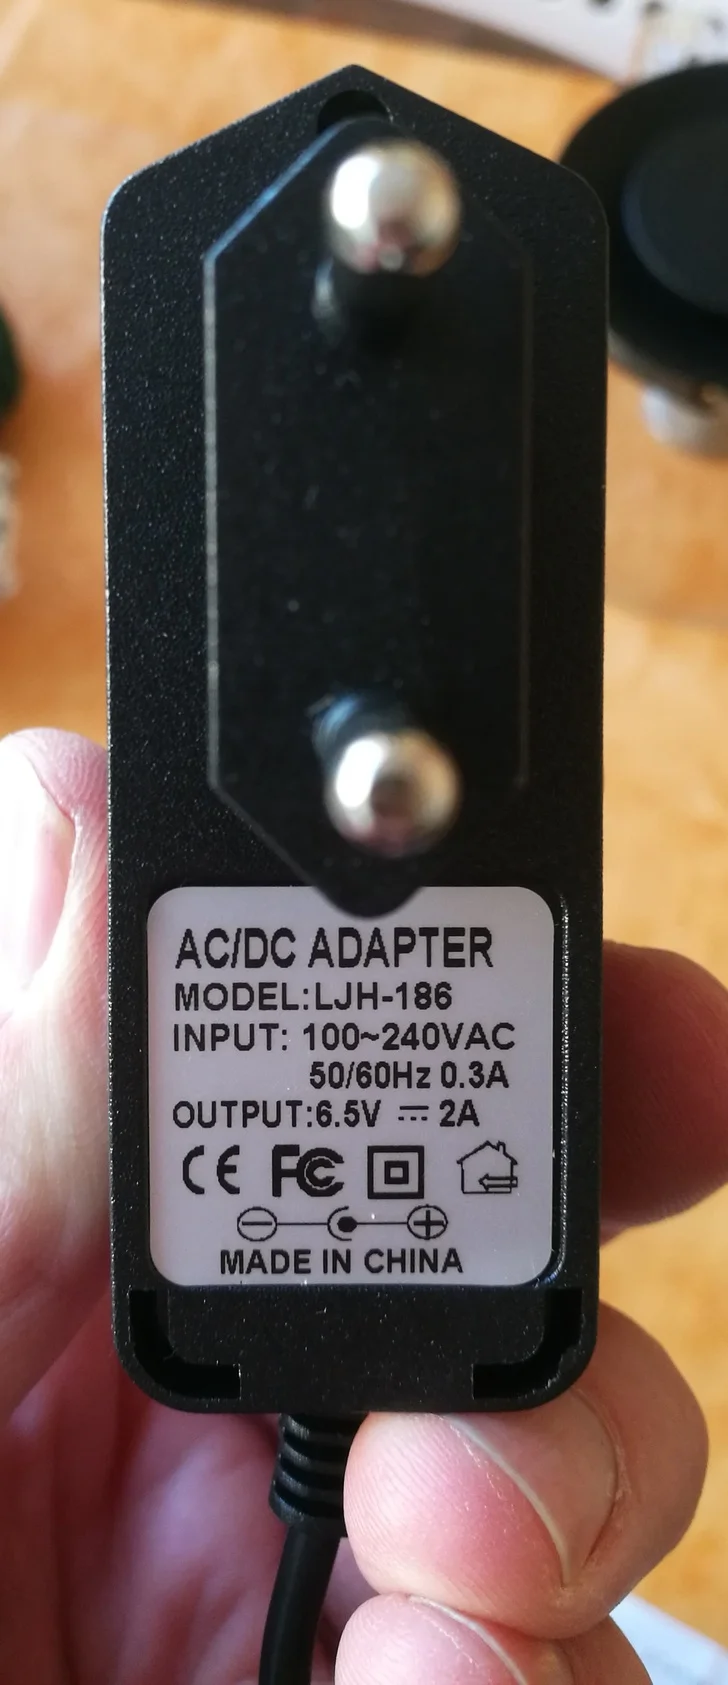 AC/DC ADAPTER
MODEL:LJH-186
INPUT: 100~240VAC
50/60Hz 0.3A
OUTPUT:6.5V ⎓ 2A
CE FC
MADE IN CHINA